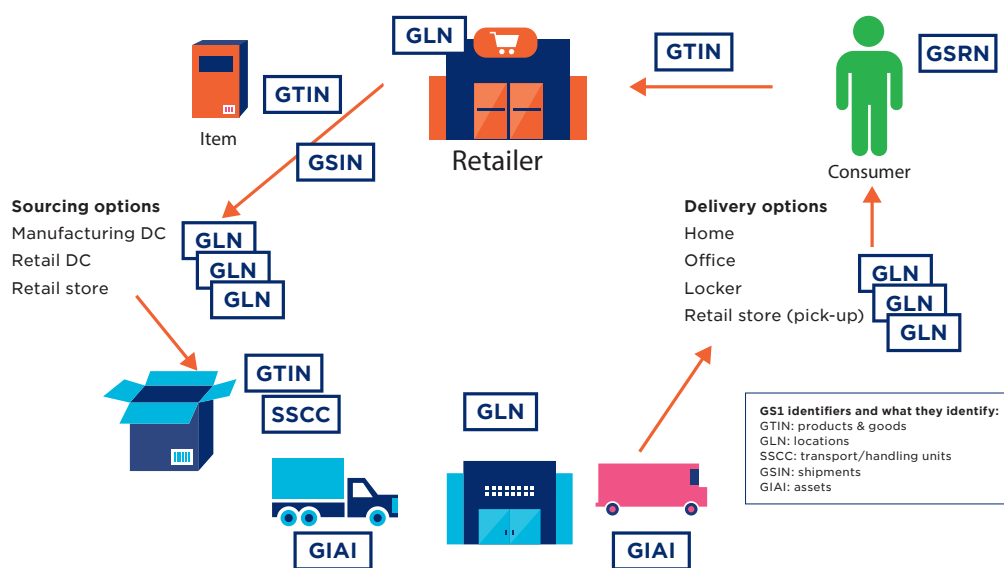 GLN
GTIN
GSRN
GTIN
Item
Retailer
GSIN
Consumer
Sourcing options
Manufacturing DC
Retail DC
Retail store
GLN
GLN
GLN
Delivery options
Home
Office
Locker
Retail store (pick-up)
GLN
GLN
GLN
GTIN
SSCC
GLN
GS1 identifiers and what they identify:
GTIN: products & goods
GLN: locations
SSCC: transport/handling units
GSIN: shipments
GIAI: assets
GIAI
GIAI